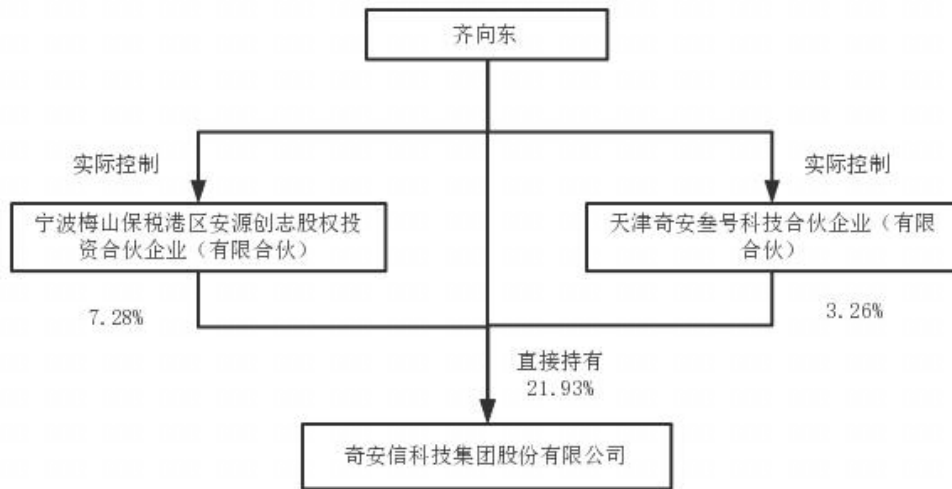 齐向东
实际控制
实际控制
宁波梅山保税港区安源创志股权投
资合伙企业（有限合伙）
天津奇安叁号科技合伙企业（有限
合伙）
7.28%
3.26%
直接持有
21.93%
奇安信科技集团股份有限公司